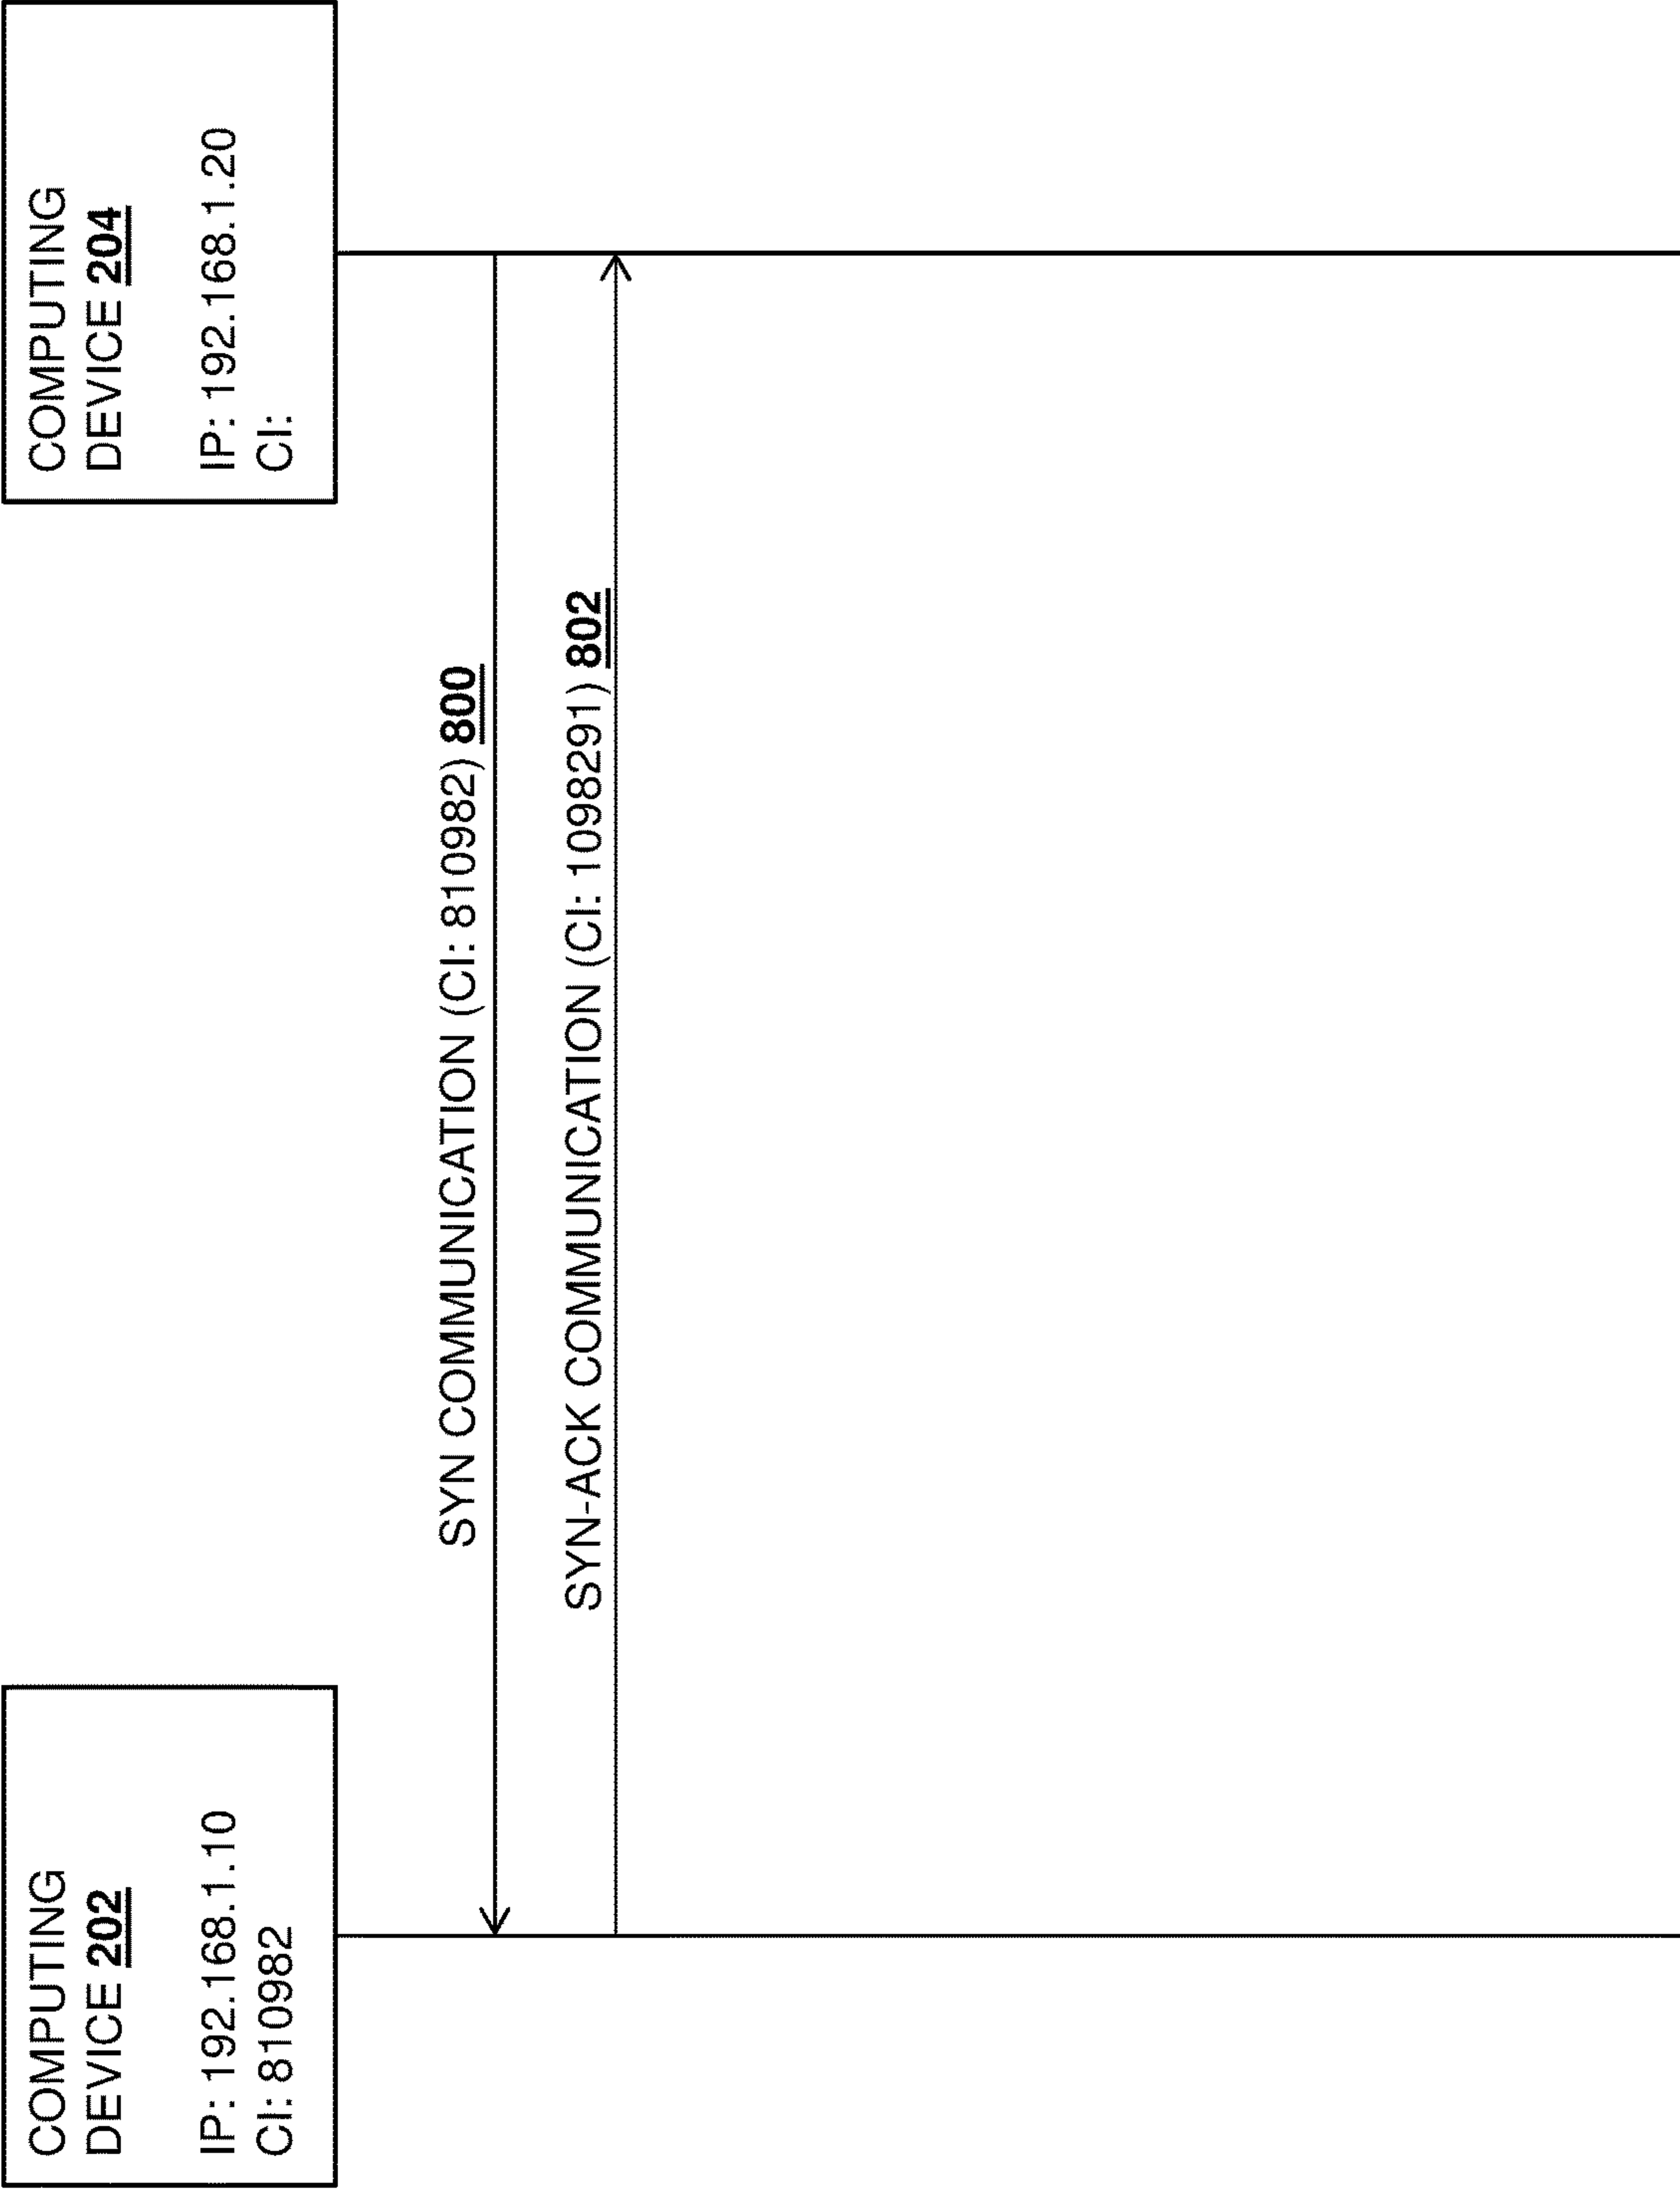 COMPUTING
DEVICE 202
IP: 192.168.1.10
CI: 810982
COMPUTING
DEVICE 204
IP: 192.168.1.20
CI:
SYN COMMUNICATION (CI: 810982) 800
SYN-ACK COMMUNICATION (CI: 1098291) 802